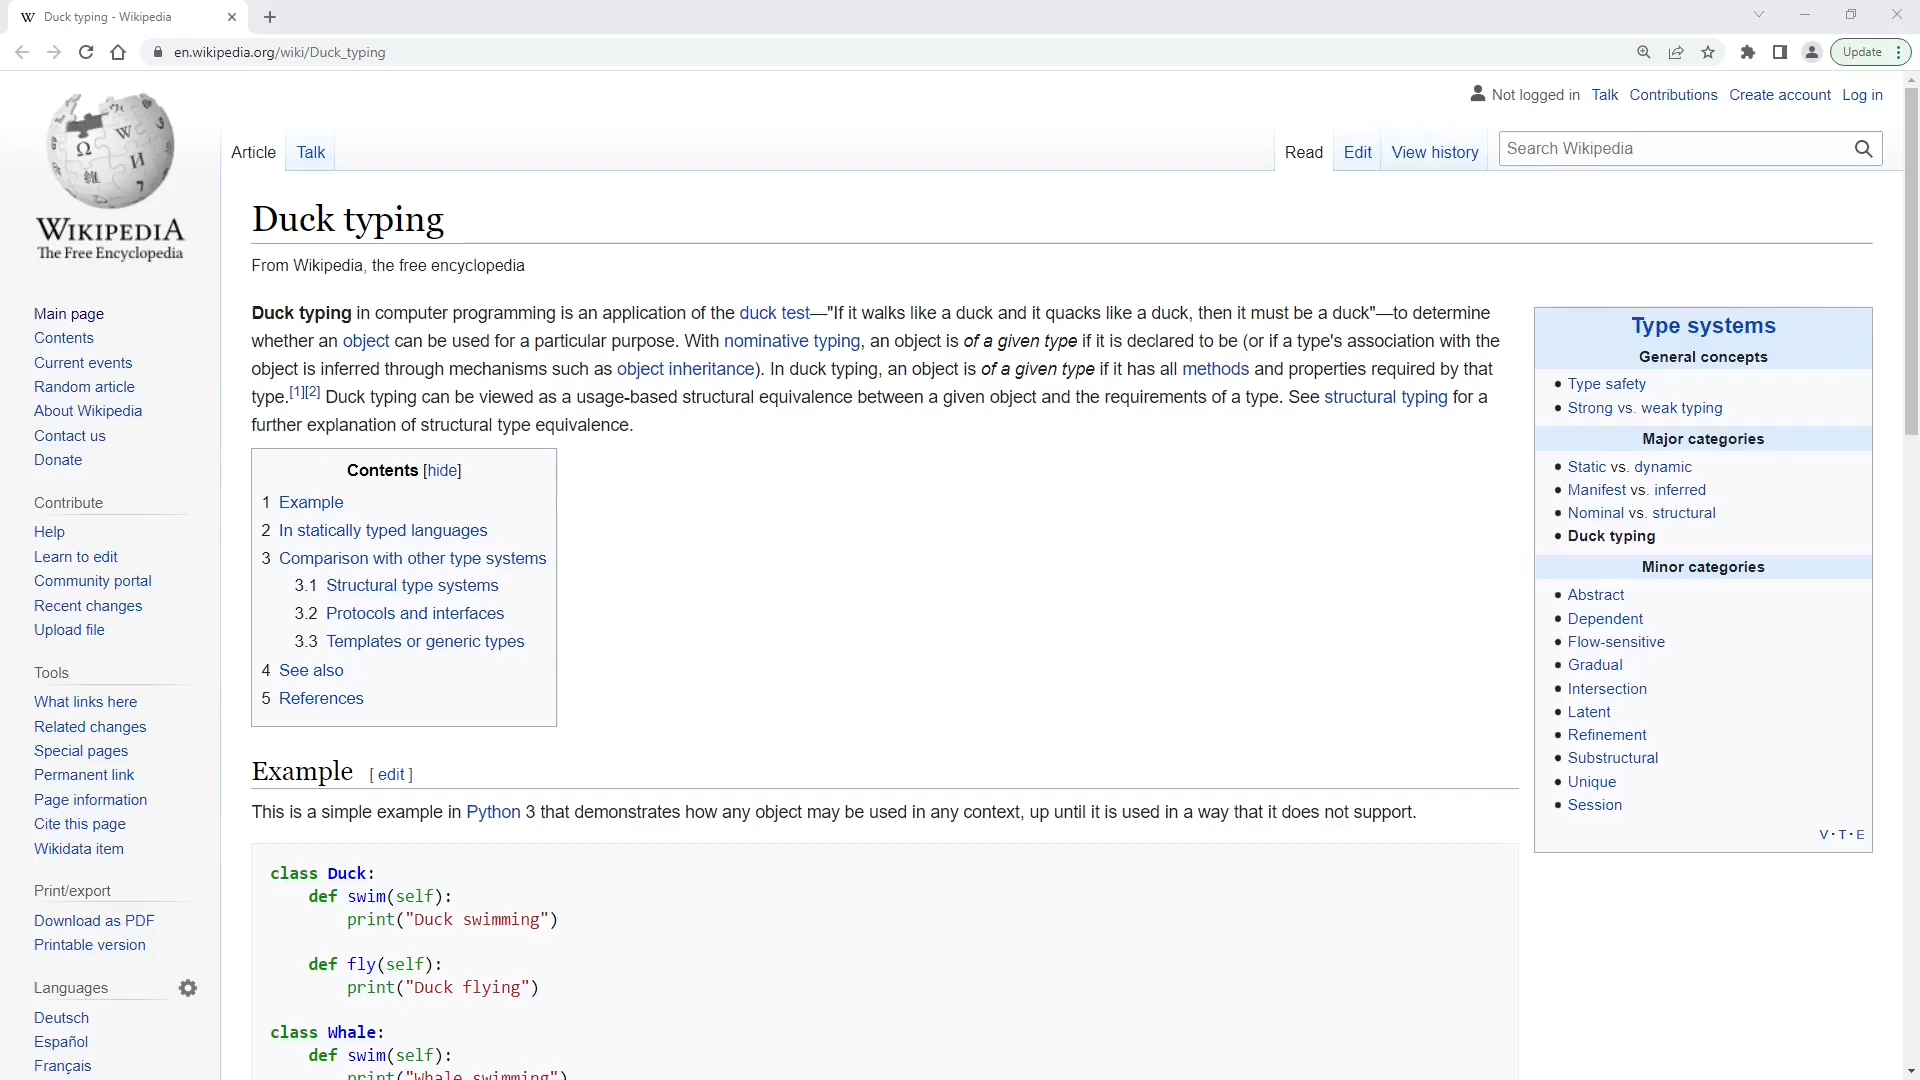 Duck typing - Wikipedia
en.wikipedia.org/wiki/Duck_typing
Update
Not logged in Talk Contributions Create account Log in
Article Talk
Read Edit View history
Search Wikipedia
WIKIPEDIA
The Free Encyclopedia
Main page
Contents
Current events
Random article
About Wikipedia
Contact us
Donate
Contribute
Help
Learn to edit
Community portal
Recent changes
Upload file
Tools
What links here
Related changes
Special pages
Permanent link
Page information
Cite this page
Wikidata item
Print/export
Download as PDF
Printable version
Languages
Deutsch
Español
Français
Duck typing
From Wikipedia, the free encyclopedia
Duck typing in computer programming is an application of the duck test—"If it walks like a duck and it quacks like a duck, then it must be a duck"—to determine
whether an object can be used for a particular purpose. With nominative typing, an object is of a given type if it is declared to be (or if a type's association with the
object is inferred through mechanisms such as object inheritance). In duck typing, an object is of a given type if it has all methods and properties required by that
type.[1][2] Duck typing can be viewed as a usage-based structural equivalence between a given object and the requirements of a type. See structural typing for a
further explanation of structural type equivalence.
Contents [hide]
1 Example
2 In statically typed languages
3 Comparison with other type systems
3.1 Structural type systems
3.2 Protocols and interfaces
3.3 Templates or generic types
4 See also
5 References
Example [ edit ]
This is a simple example in Python 3 that demonstrates how any object may be used in any context, up until it is used in a way that it does not support.
class Duck:
    def swim(self):
        print("Duck swimming")
    def fly(self):
        print("Duck flying")
class Whale:
    def swim(self):
        print("Whale swimming")
Type systems
General concepts
• Type safety
• Strong vs. weak typing
Major categories
• Static vs. dynamic
• Manifest vs. inferred
• Nominal vs. structural
• Duck typing
Minor categories
• Abstract
• Dependent
• Flow-sensitive
• Gradual
• Intersection
• Latent
• Refinement
• Substructural
• Unique
• Session
V · T · E